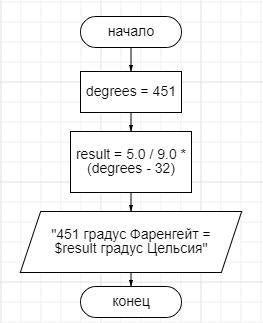 начало
degrees = 451
result = 5.0 / 9.0 *
(degrees - 32)
"451 градус Фаренгейт =
$result градус Цельсия"
конец